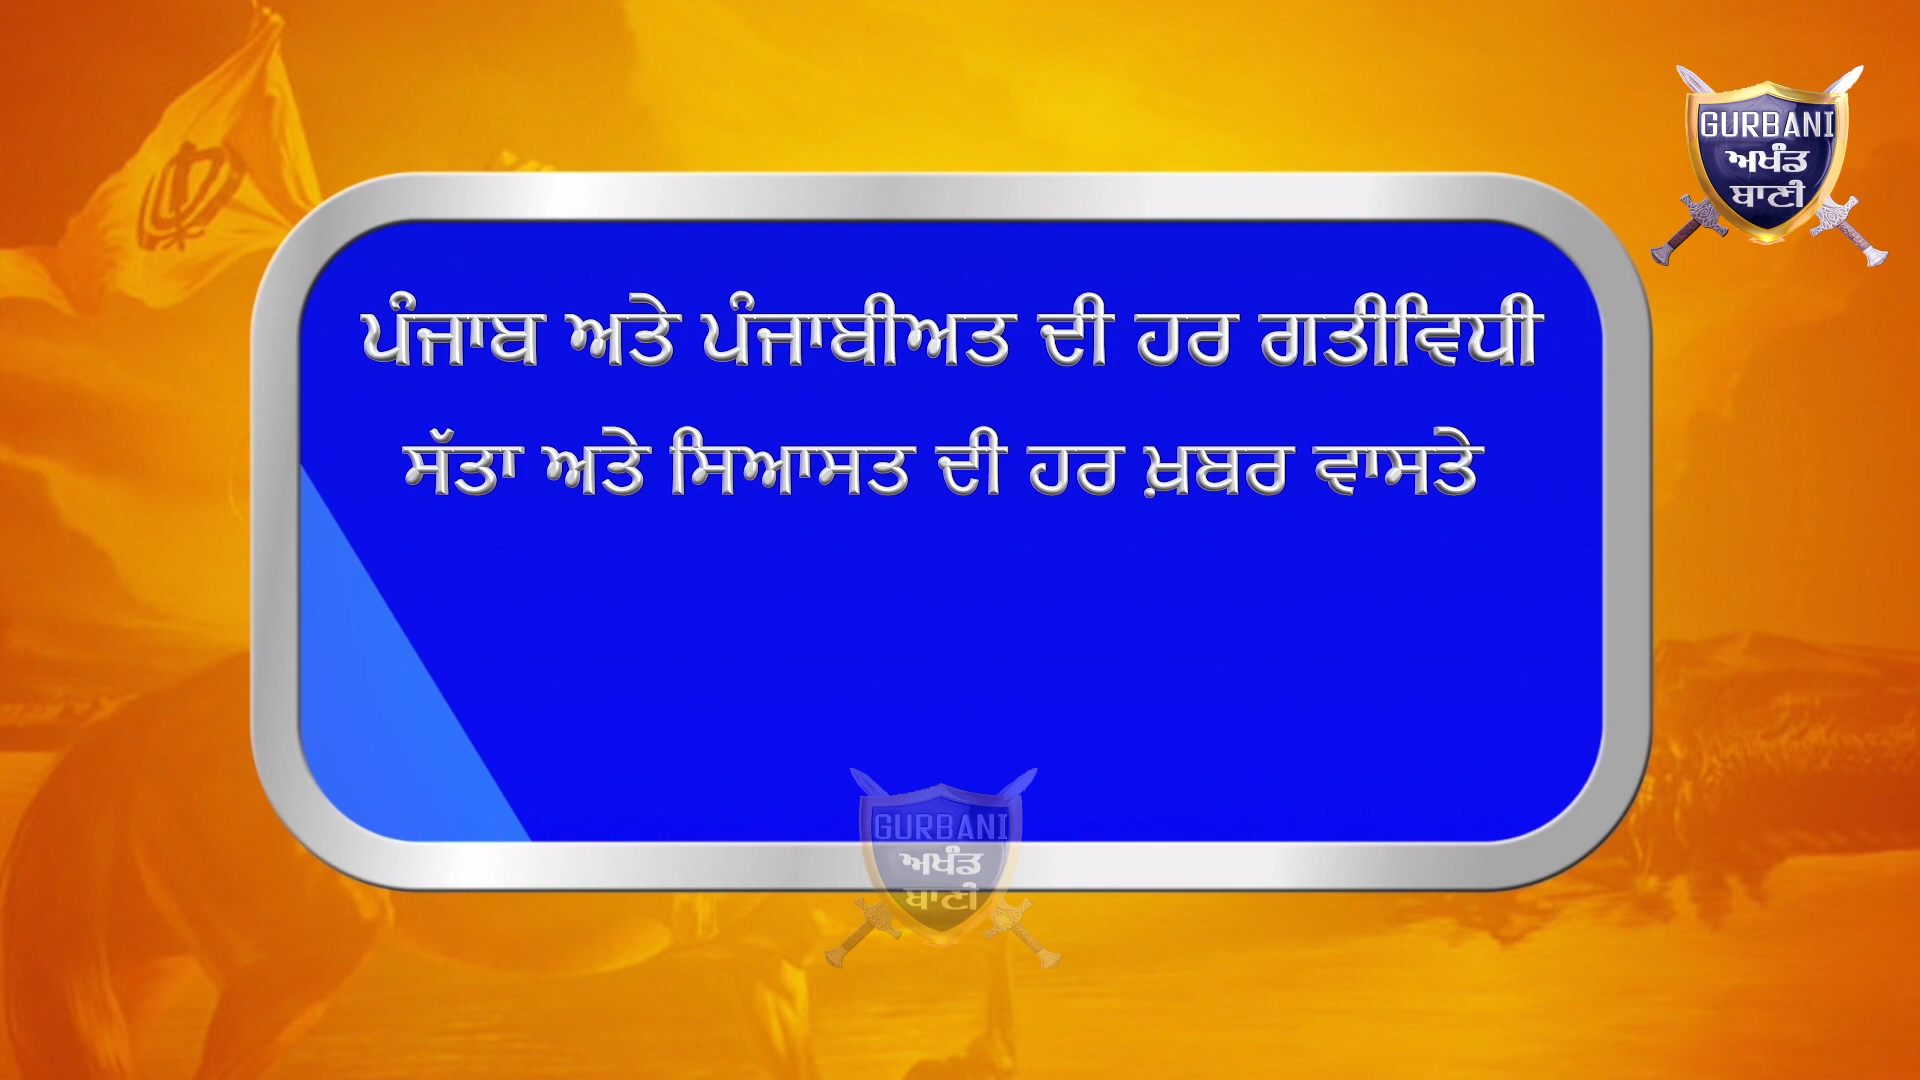 GURBANI
ਅਖੰਡ
ਬਾਣੀ
ਪੰਜਾਬ ਅਤੇ ਪੰਜਾਬੀਅਤ ਦੀ ਹਰ ਗਤੀਵਿਧੀ
ਸੱਤਾ ਅਤੇ ਸਿਆਸਤ ਦੀ ਹਰ ਖ਼ਬਰ ਵਾਸਤੇ
GURBANI
ਅਖੰਡ
ਬਾਣੀ